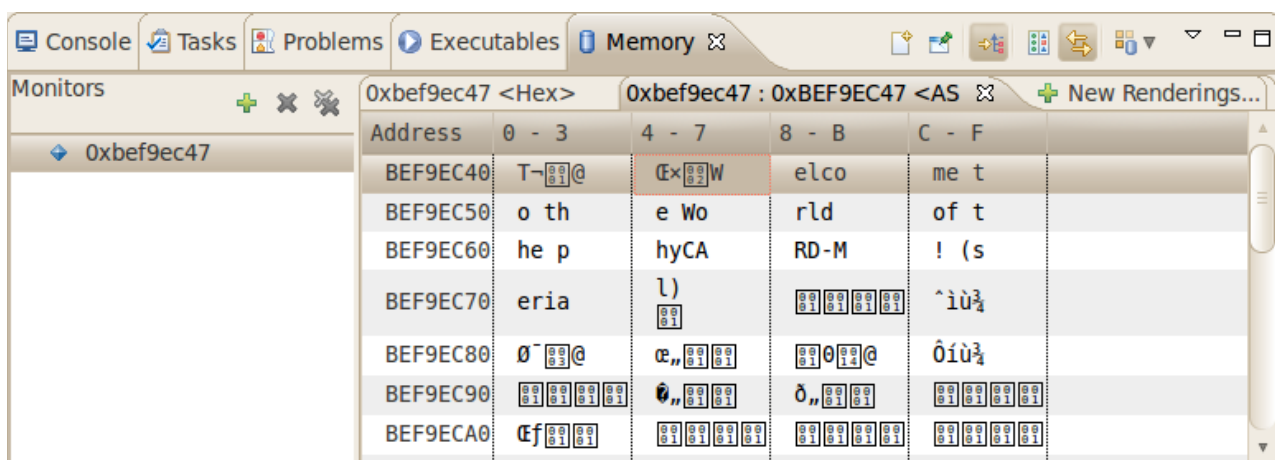 Console Tasks Problems Executables Memory
Monitors
0xbef9ec47
0xbef9ec47 <Hex> 0xbef9ec47 : 0xBEF9EC47 <AS New Renderings...
Address 0 - 3 4 - 7 8 - B C - F
BEF9EC40 T¬@ Œ×W elco me t
BEF9EC50 o th e Wo rld of t
BEF9EC60 he p hyCA RD-M ! (s
BEF9EC70 eria l) ˆìù¾
BEF9EC80 Ø¯@ œ„ 0@ Ôíù¾
BEF9EC90 „ ð„
BEF9ECA0 Œƒ